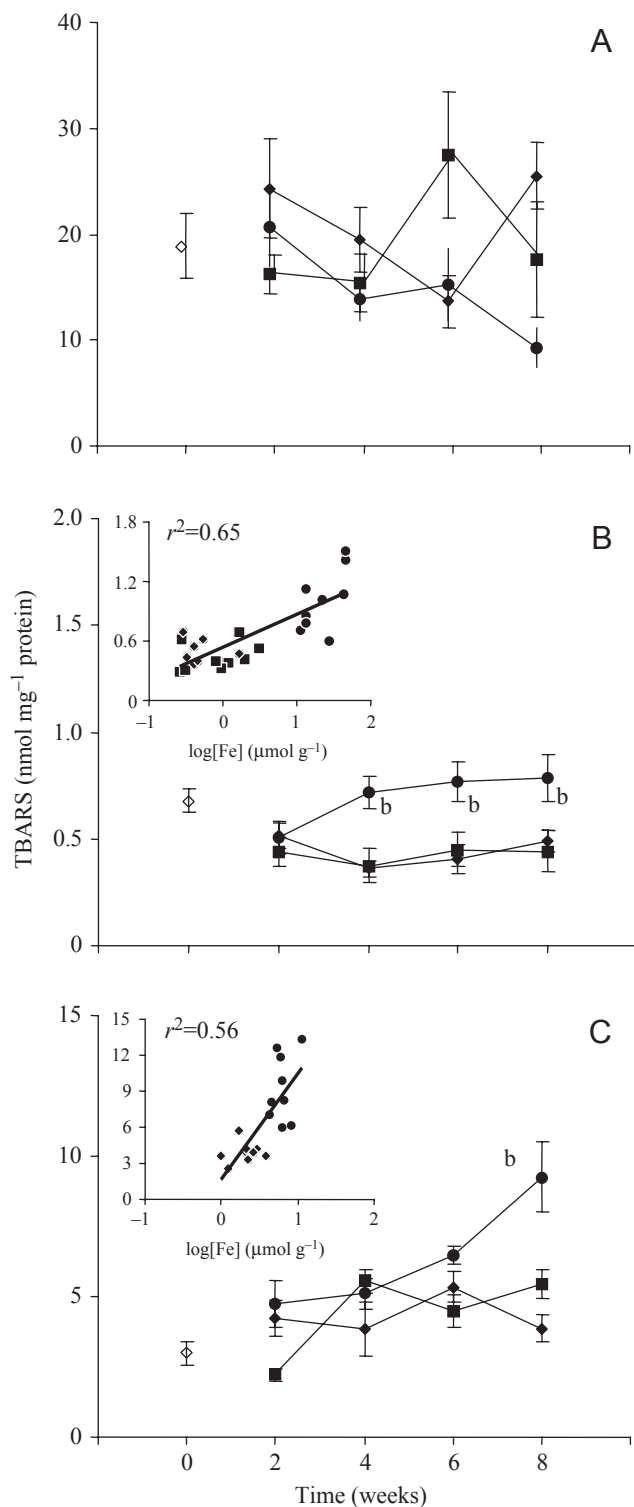 A
40
30
20
10
0
B
2.0
1.5
1.0
0.5
0
r²=0.65
1.8
1.2
0.6
0
–1 0 1 2
log[Fe] (μmol g⁻¹)
b b b
TBARS (nmol mg⁻¹ protein)
C
15
10
5
0
r²=0.56
15
12
9
6
3
0
–1 0 1 2
log[Fe] (μmol g⁻¹)
b
0 2 4 6 8
Time (weeks)